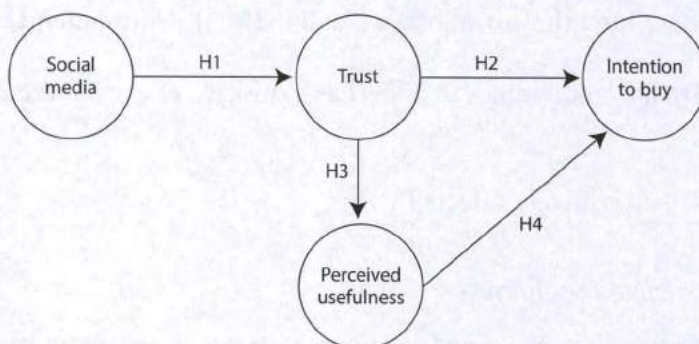 Social
media
H1
Trust
H2
Intention
to buy
H3
H4
Perceived
usefulness